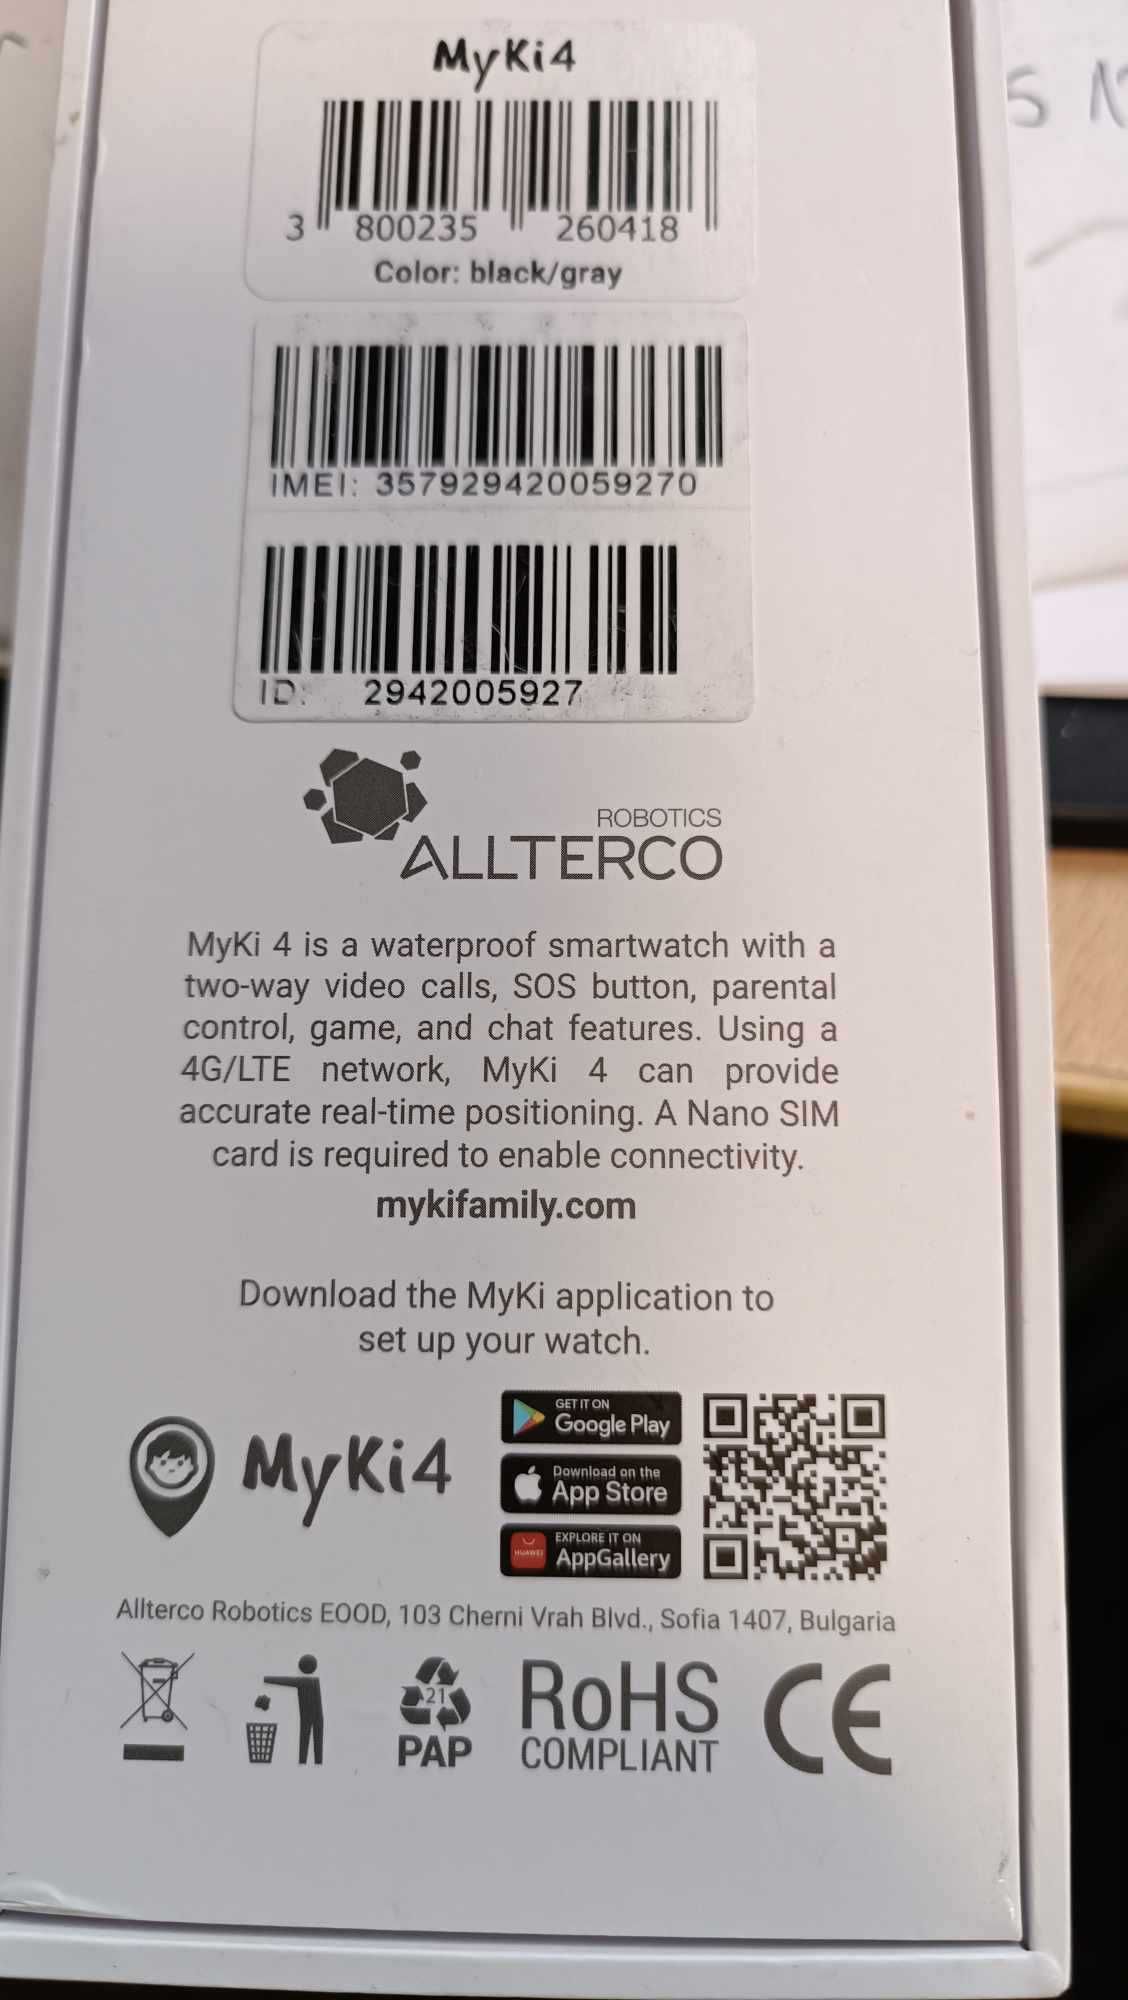 MyKi4
3 800235 260418
Color: black/gray
IMEI: 357929420059270
ID: 2942005927
ROBOTICS
ALLTERCO
MyKi 4 is a waterproof smartwatch with a
two-way video calls, SOS button, parental
control, game, and chat features. Using a
4G/LTE network, MyKi 4 can provide
accurate real-time positioning. A Nano SIM
card is required to enable connectivity.
mykifamily.com
Download the MyKi application to
set up your watch.
MyKi4
GET IT ON
Google Play
Download on the
App Store
HUAWEI
EXPLORE IT ON
AppGallery
Allterco Robotics EOOD, 103 Cherni Vrah Blvd., Sofia 1407, Bulgaria
21
PAP
RoHS
COMPLIANT
CE